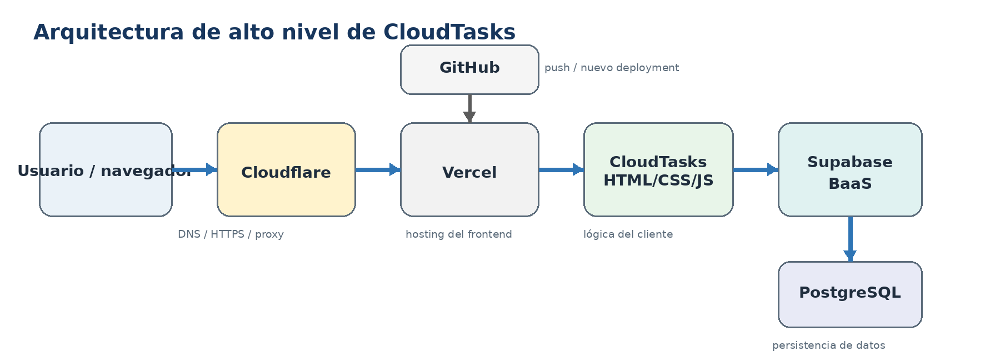 Arquitectura de alto nivel de CloudTasks
GitHub
push / nuevo deployment
Usuario / navegador
Cloudflare
Vercel
CloudTasks
HTML/CSS/JS
Supabase
BaaS
DNS / HTTPS / proxy
hosting del frontend
lógica del cliente
PostgreSQL
persistencia de datos